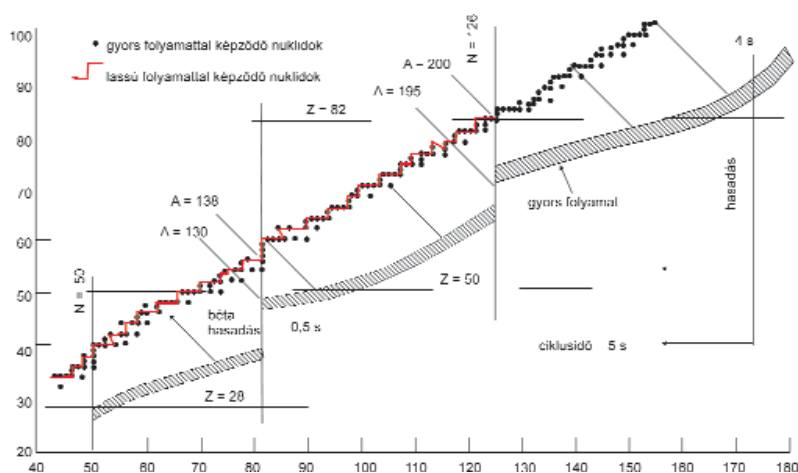 100
90
80
70
60
50
40
30
20
40
50
60
70
80
90
100
110
120
130
140
150
160
170
180
gyors folyamattal képződő nuklidok
lassú folyamattal képződő nuklidok
N = 50
Z – 82
A = 138
A = 130
N = 126
A – 200
A = 195
4 s
hasadás
gyors folyamat
béta
hasadás
0,5 s
Z = 50
Z = 28
ciklusidő 5 s